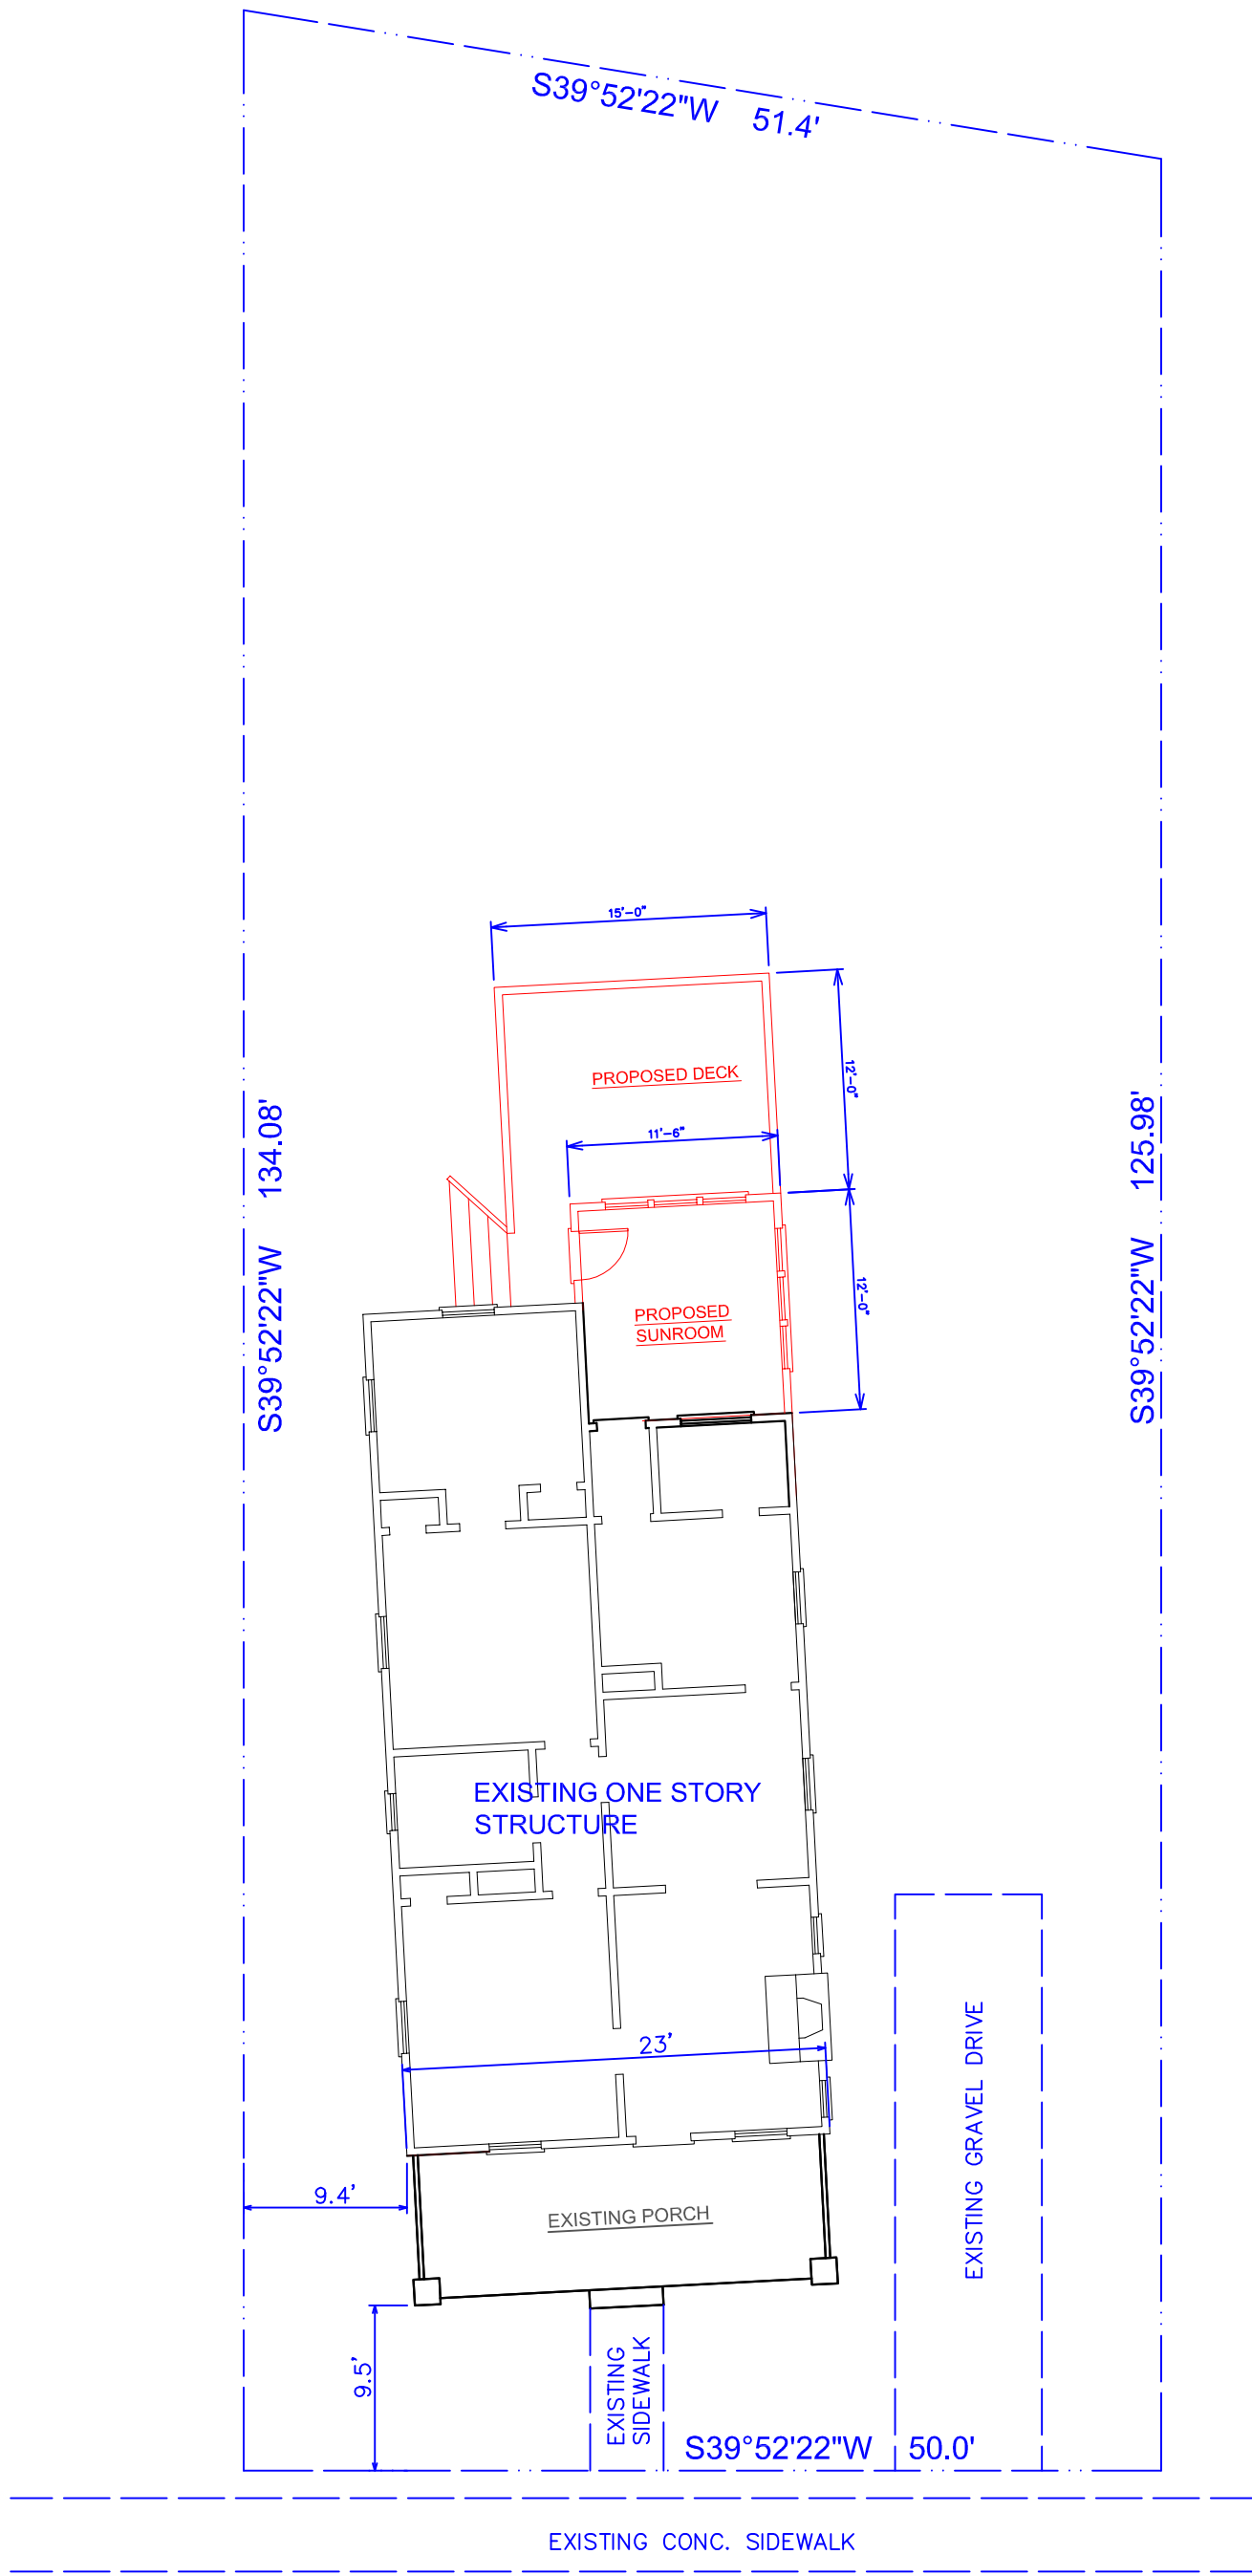 S39°52'22"W 51.4'
15'-0"
PROPOSED DECK
12'-0"
11'-6"
S39°52'22"W 134.08'
S39°52'22"W 125.98'
12'-0"
PROPOSED
SUNROOM
EXISTING ONE STORY
STRUCTURE
23'
EXISTING GRAVEL DRIVE
9.4'
EXISTING PORCH
9.5'
EXISTING
SIDEWALK
S39°52'22"W 50.0'
EXISTING CONC. SIDEWALK